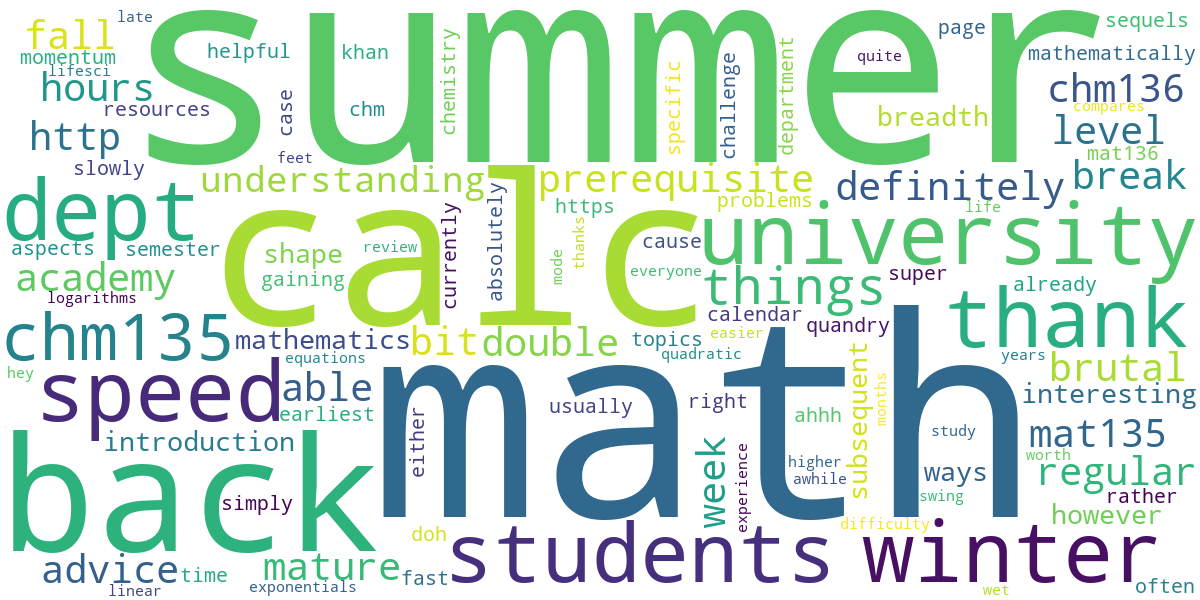 summer
late
fall
momentum
lifesci
hours
helpful
khan
chemistry
specific
challenge
department
quite
page
sequels
mathematically
chm136
compares
resources
case
chm
breadth
level
http
feet
mat136
slowly
understanding
prerequisite
definitely
break
dept
calc
absolutely
problems
university
life
https
currently
aspects
semester
shape
review
mode
thanks
cause
everyone
things
super
already
academy
gaining
logarithms
calendar
quandry
thank
chm135
mathematics
bit
double
topics
easier
quadratic
years
equations
hey
speed
able
math
brutal
earliest
usually
right
ahhh
subsequent
months
interesting
introduction
either
back
week
experience
study
mat135
higher
awhile
ways
worth
regular
simply
swing
rather
doh
students
difficulty
however
winter
advice
time
mature
fast
linear
exponentials
wet
often